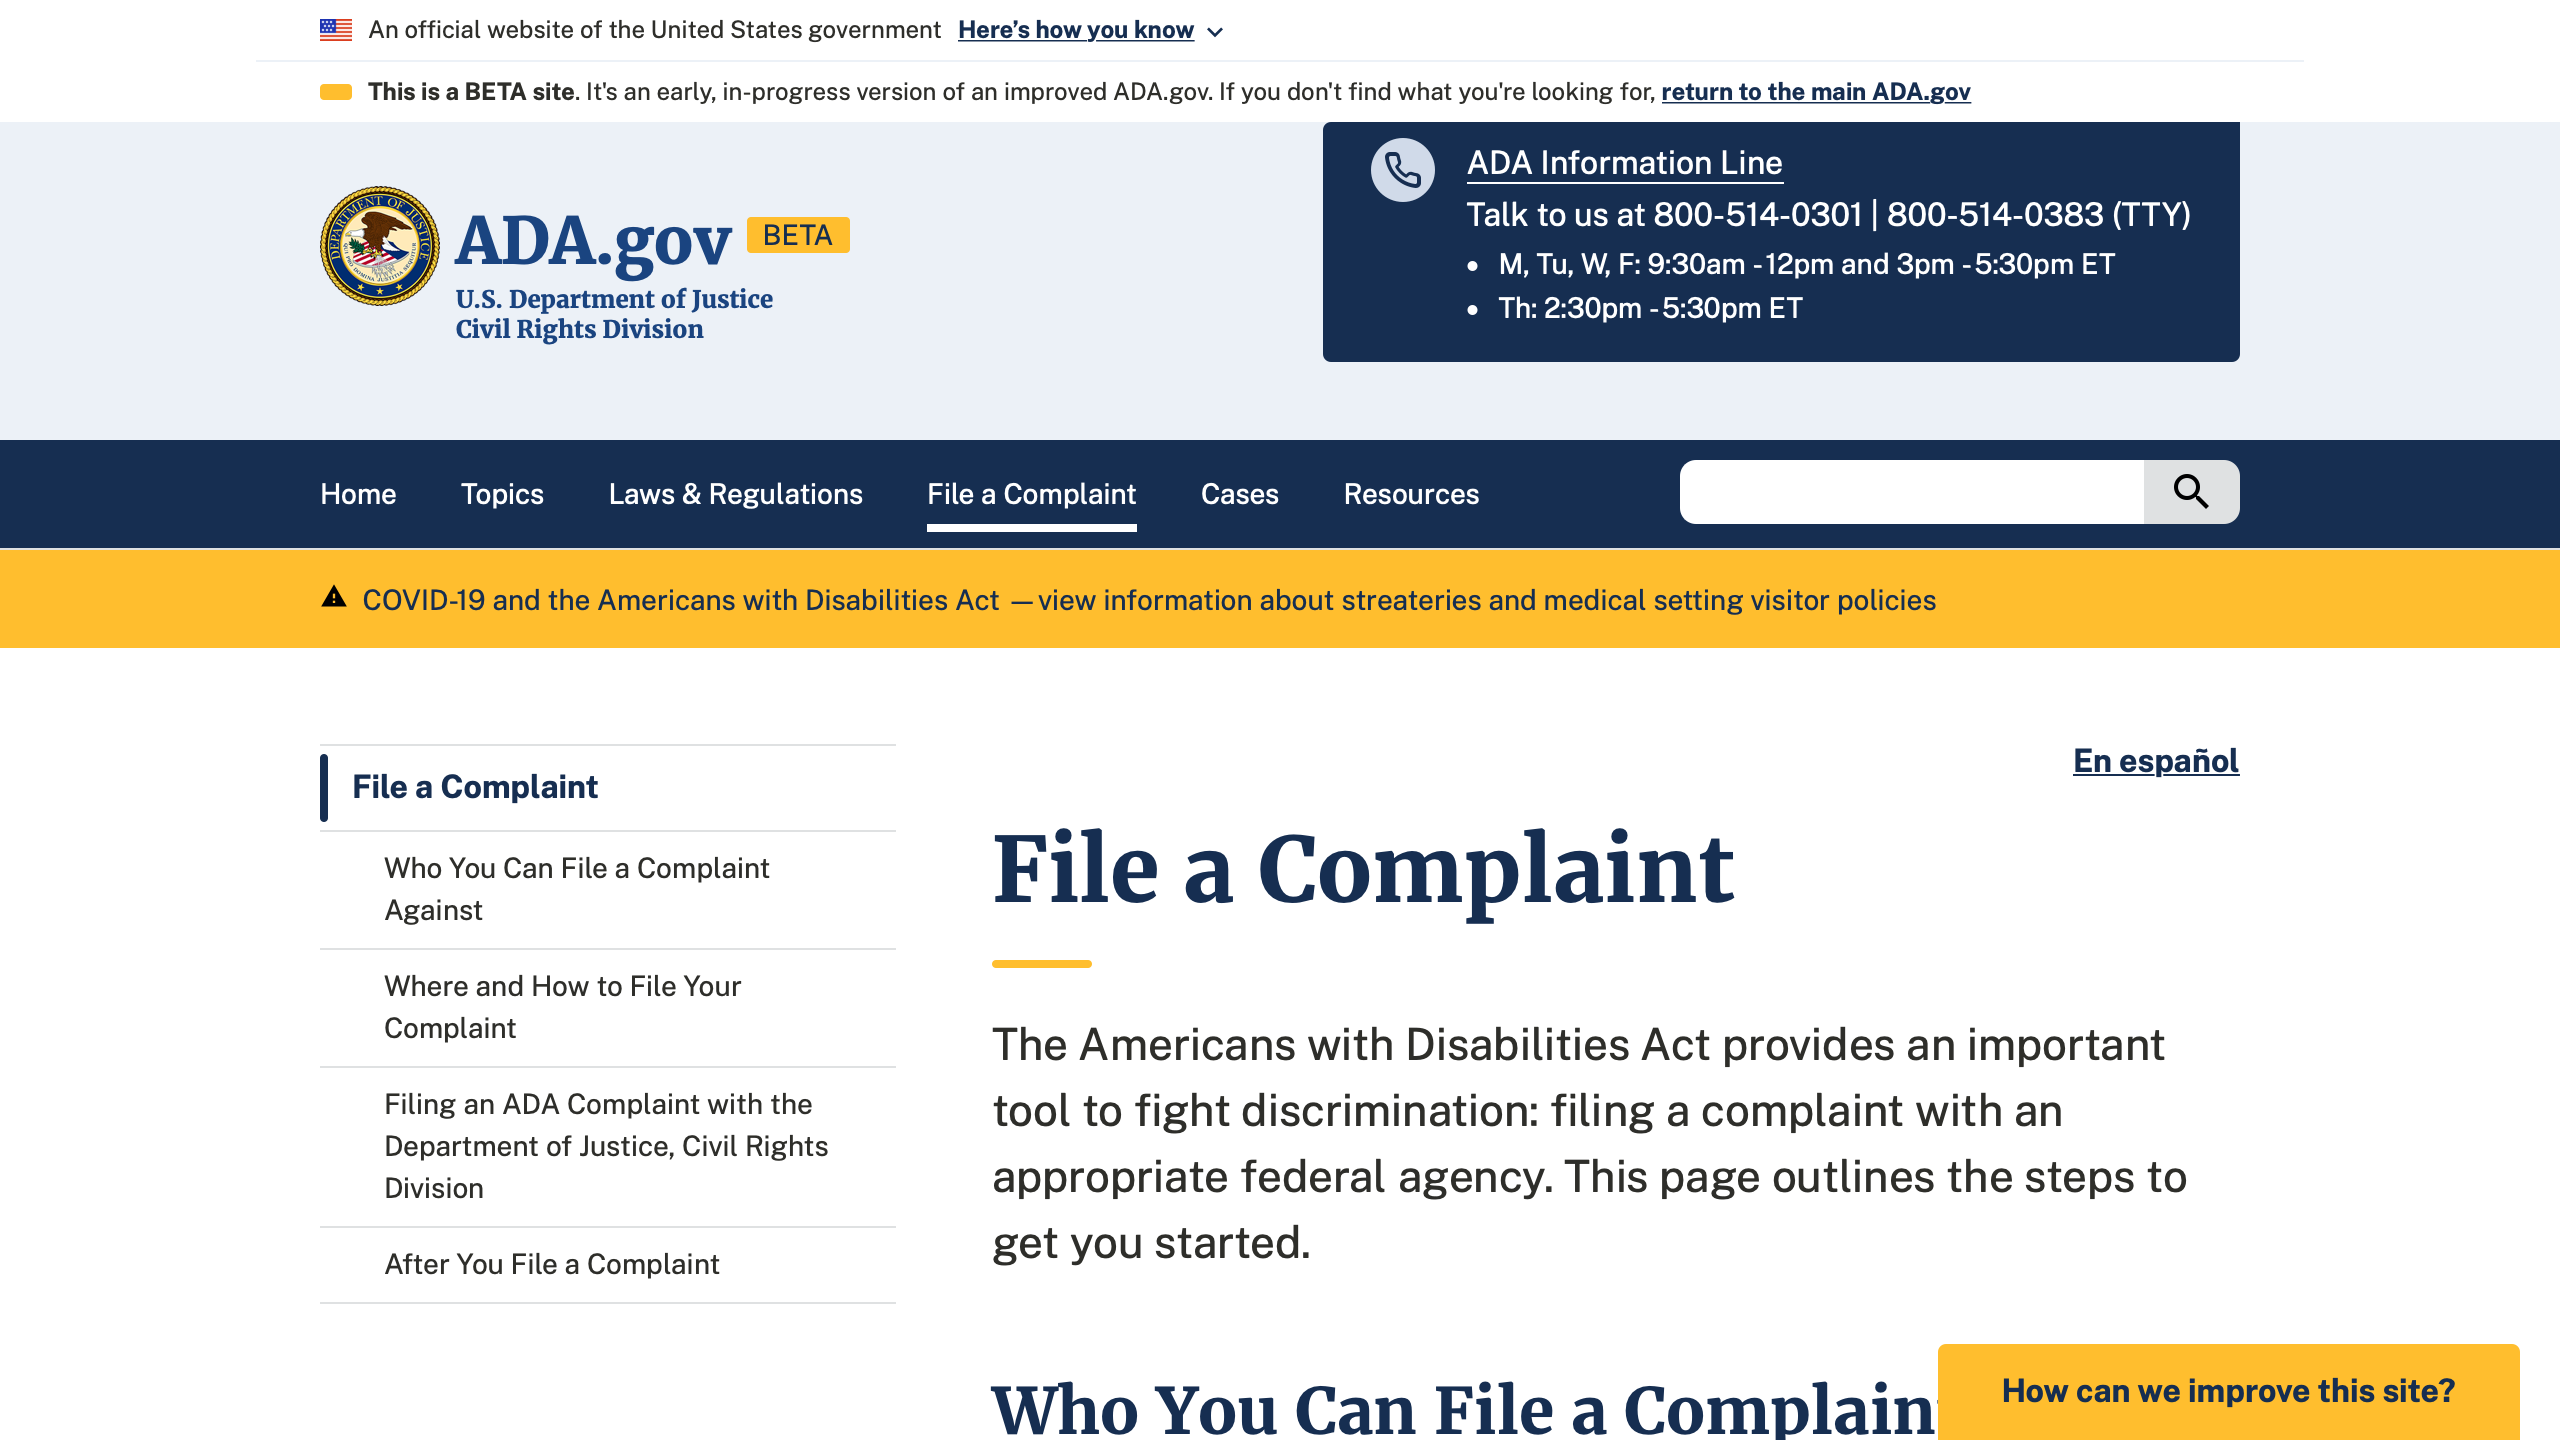 An official website of the United States government Here’s how you know
This is a BETA site. It's an early, in-progress version of an improved ADA.gov. If you don't find what you're looking for, return to the main ADA.gov
ADA.gov BETA
U.S. Department of Justice
Civil Rights Division
ADA Information Line
Talk to us at 800-514-0301 | 800-514-0383 (TTY)
M, Tu, W, F: 9:30am - 12pm and 3pm - 5:30pm ET
Th: 2:30pm - 5:30pm ET
Home Topics Laws & Regulations File a Complaint Cases Resources
COVID-19 and the Americans with Disabilities Act — view information about streateries and medical setting visitor policies
File a Complaint
Who You Can File a Complaint
Against
Where and How to File Your
Complaint
Filing an ADA Complaint with the
Department of Justice, Civil Rights
Division
After You File a Complaint
En español
File a Complaint
The Americans with Disabilities Act provides an important
tool to fight discrimination: filing a complaint with an
appropriate federal agency. This page outlines the steps to
get you started.
Who You Can File a Complain
How can we improve this site?